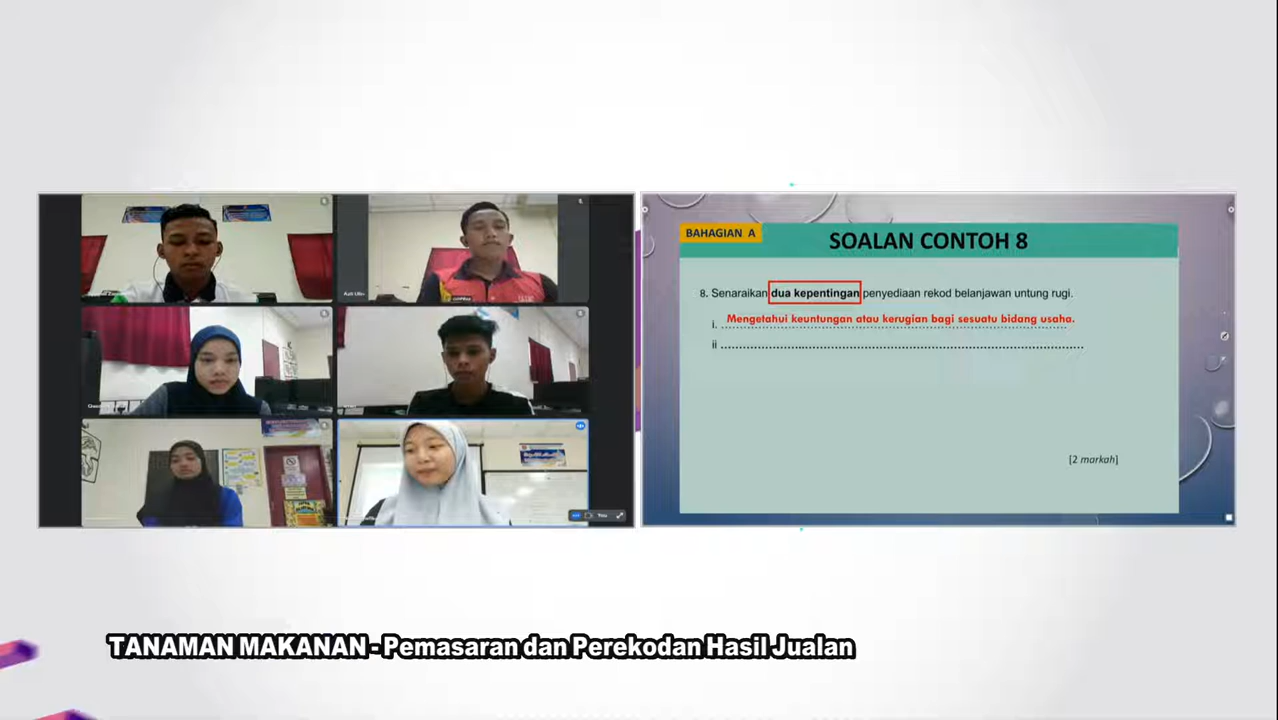 BAHAGIAN A
SOALAN CONTOH 8
8. Senaraikan dua kepentingan penyediaan rekod belanjawan untung rugi.
i. Mengetahui keuntungan atau kerugian bagi sesuatu bidang usaha.
ii ................................................................................
[2 markah]
You
TANAMAN MAKANAN - Pemasaran dan Perekodan Hasil Jualan